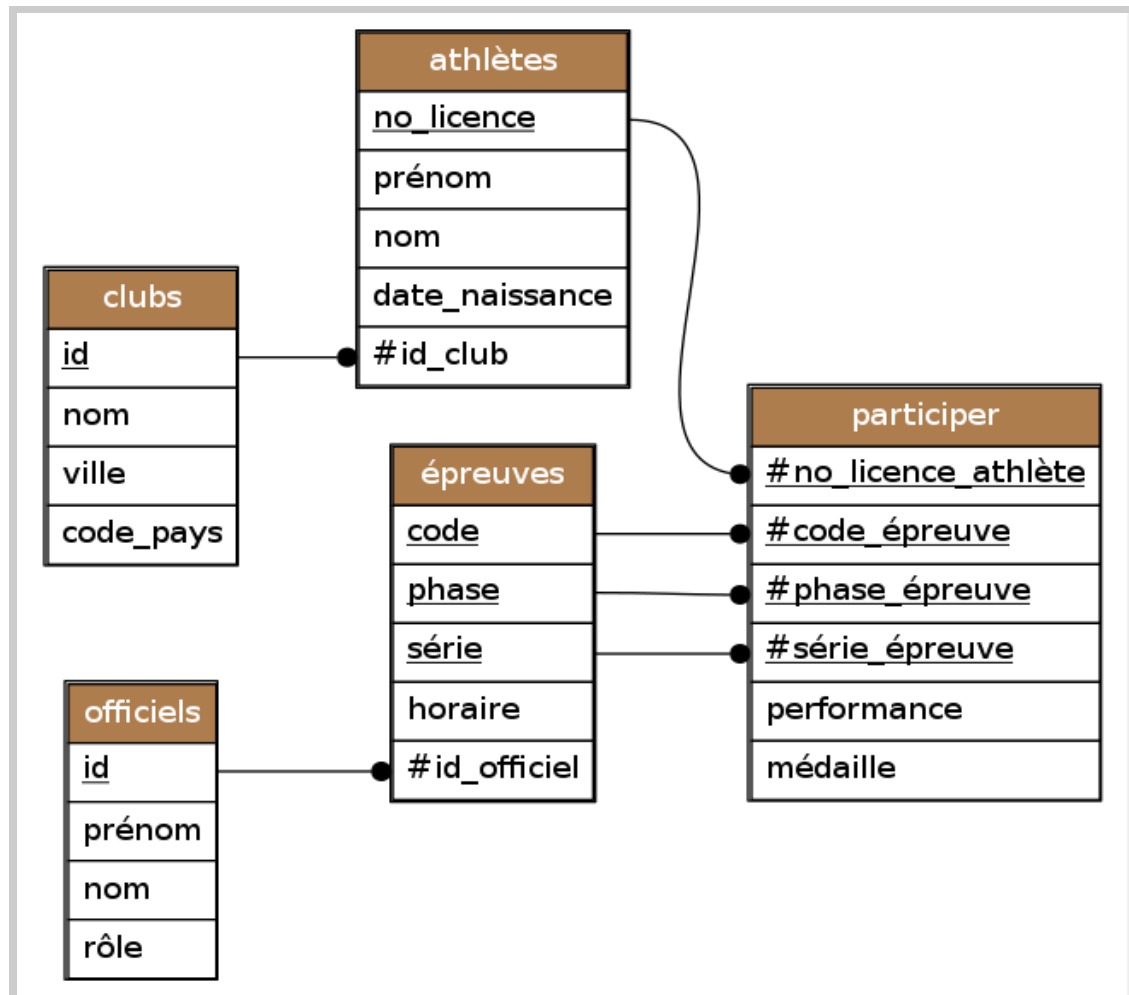 athlètes
no_licence
prénom
nom
date_naissance
#id_club
clubs
id
nom
ville
code_pays
participer
#no_licence_athlète
#code_épreuve
#phase_épreuve
#série_épreuve
performance
médaille
épreuves
code
phase
série
horaire
#id_officiel
officiels
id
prénom
nom
rôle